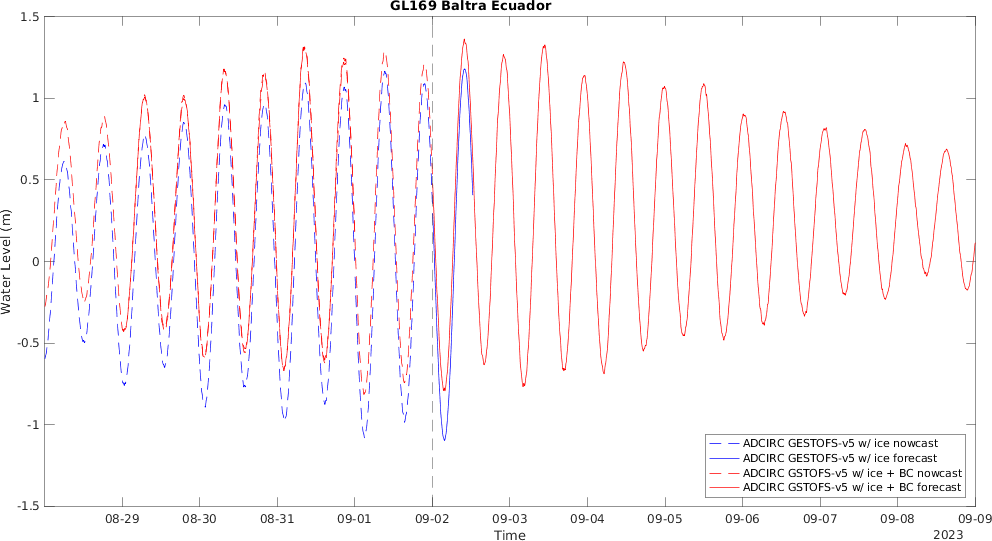 GL169 Baltra Ecuador
1.5
1
0.5
0
-0.5
-1
-1.5
Water Level (m)
ADCIRC GESTOFS-v5 w/ ice nowcast
ADCIRC GESTOFS-v5 w/ ice forecast
ADCIRC GSTOFS-v5 w/ ice + BC nowcast
ADCIRC GSTOFS-v5 w/ ice + BC forecast
08-29 08-30 08-31 09-01 09-02 09-03 09-04 09-05 09-06 09-07 09-08 09-09
Time
2023